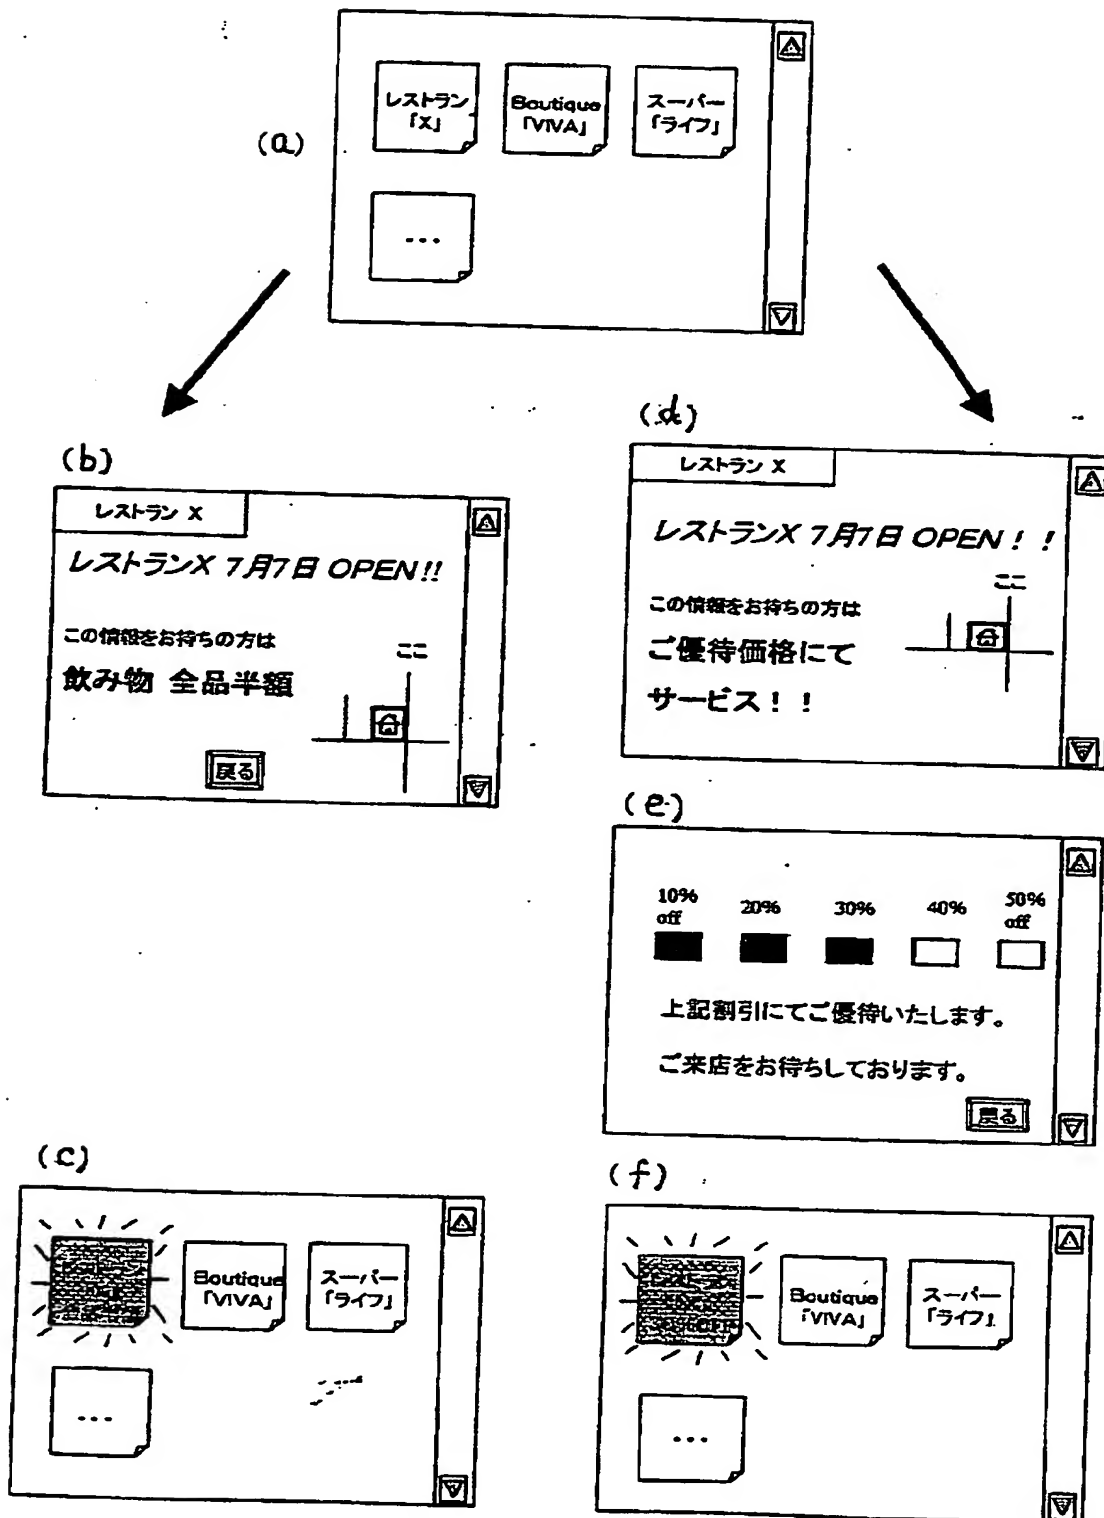 (a)
レストラン
「X」
Boutique
「VIVA」
スーパー
「ライフ」
...
(b)
レストラン X
レストランX 7月7日 OPEN!!
この情報をお持ちの方は
ここ
飲み物 全品半額
戻る
(d)
レストラン X
レストランX 7月7日 OPEN!!
ここ
この情報をお持ちの方は
ご優待価格にて
サービス!!
(e)
10% off
20%
30%
40%
50% off
上記割引にてご優待いたします。
ご来店をお待ちしております。
戻る
(c)
Boutique
「VIVA」
スーパー
「ライフ」
...
(f)
Boutique
「VIVA」
スーパー
「ライフ」
...